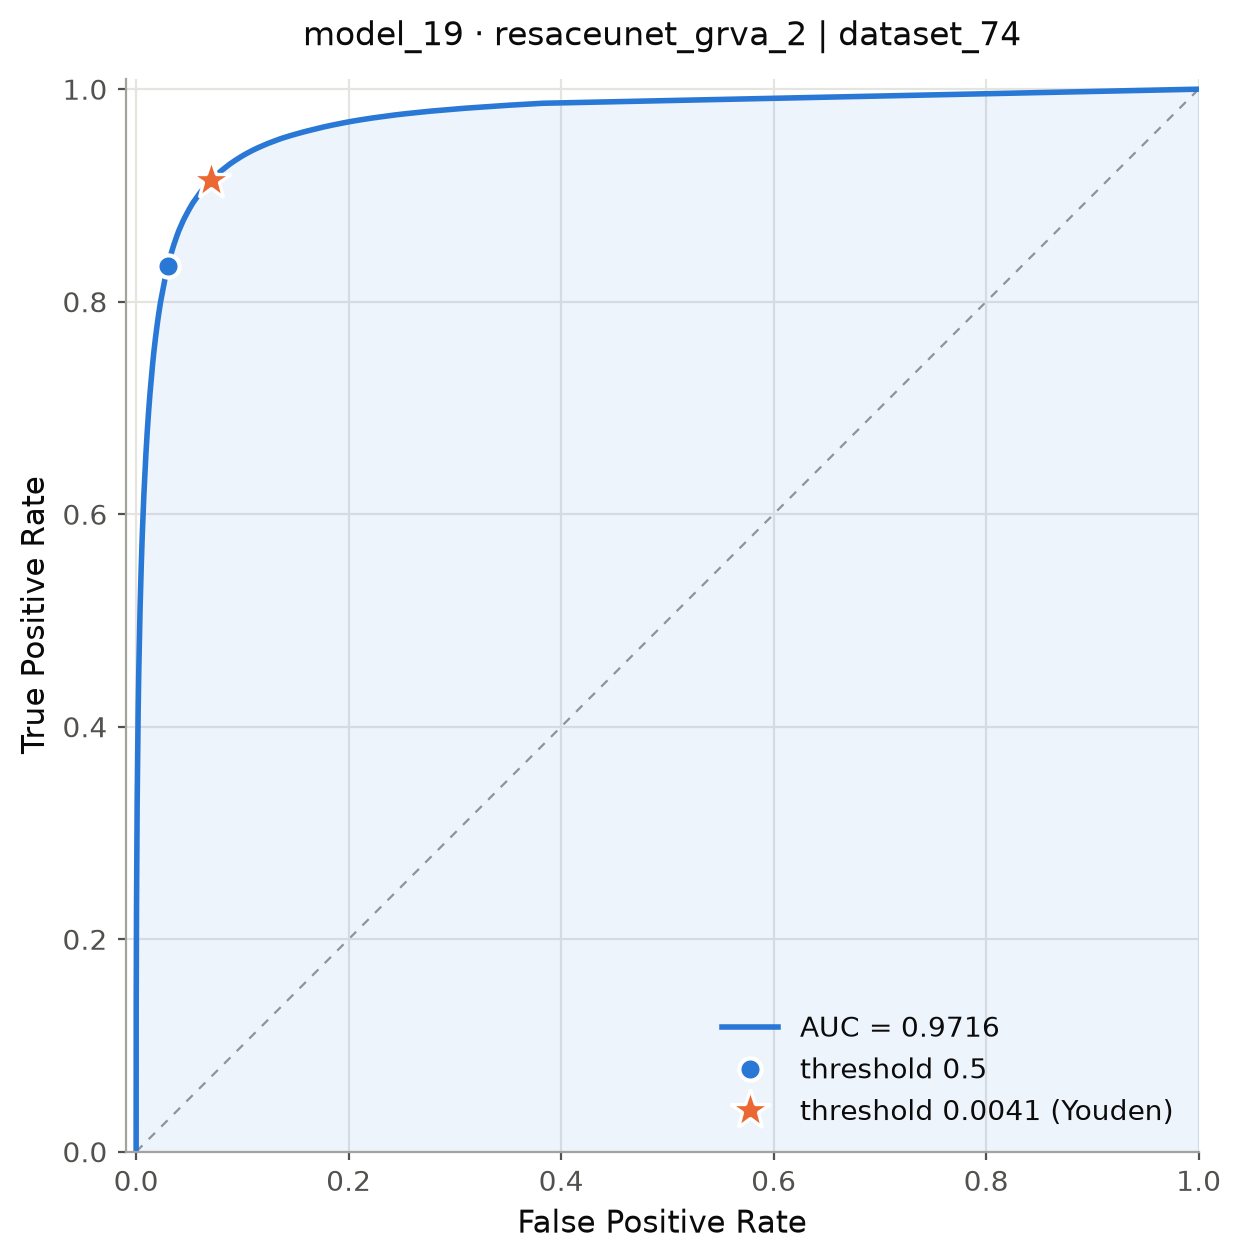 model_19 · resaceunet_grva_2 | dataset_74
True Positive Rate
1.0
0.8
0.6
0.4
0.2
0.0
0.0 0.2 0.4 0.6 0.8 1.0
False Positive Rate
AUC = 0.9716
threshold 0.5
threshold 0.0041 (Youden)